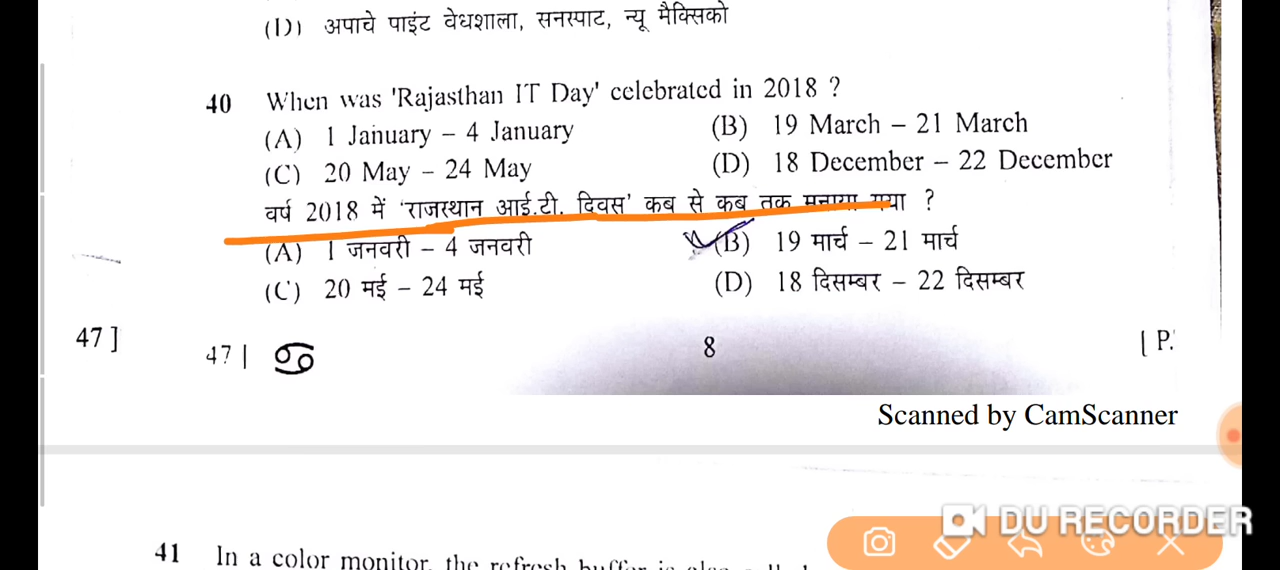 (D) अपाचे पाइंट वेधशाला, सनस्पाट, न्यू मैक्सिको
40 When was 'Rajasthan IT Day' celebrated in 2018 ?
(A) 1 January – 4 January (B) 19 March – 21 March
(C) 20 May – 24 May (D) 18 December – 22 December
वर्ष 2018 में 'राजस्थान आई.टी. दिवस' कब से कब तक मनाया गया ?
(A) 1 जनवरी – 4 जनवरी (B) 19 मार्च – 21 मार्च
(C) 20 मई – 24 मई (D) 18 दिसम्बर – 22 दिसम्बर
47 ] 47 | 8 [ P.
Scanned by CamScanner
DU RECORDER
41 In a color monitor, the refresh buffer is also